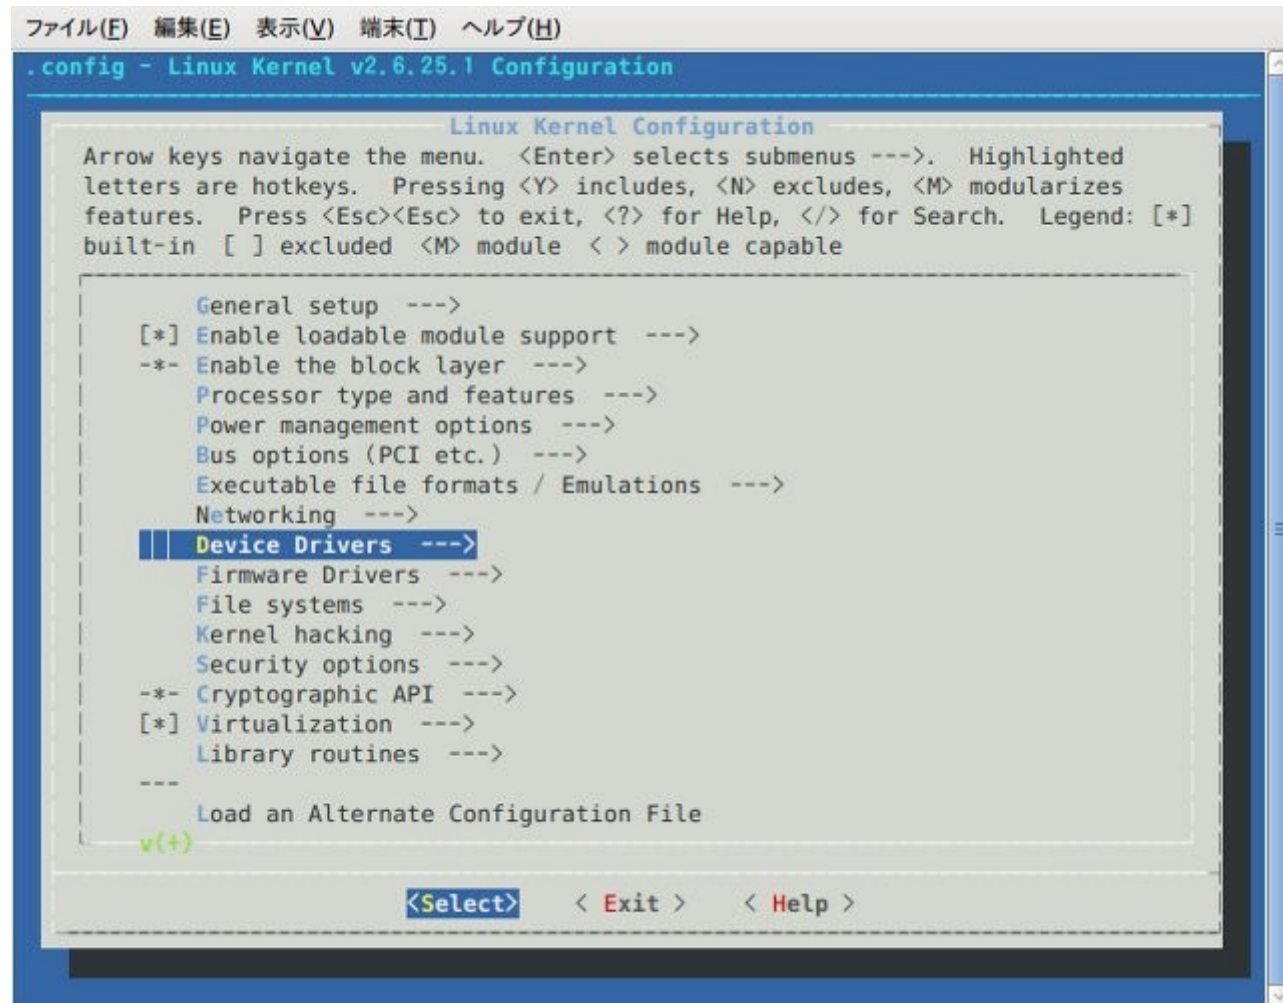 ファイル(F) 編集(E) 表示(V) 端末(T) ヘルプ(H)
.config - Linux Kernel v2.6.25.1 Configuration
Linux Kernel Configuration
Arrow keys navigate the menu. <Enter> selects submenus --->. Highlighted
letters are hotkeys. Pressing <Y> includes, <N> excludes, <M> modularizes
features. Press <Esc><Esc> to exit, <?> for Help, </> for Search. Legend: [*]
built-in [ ] excluded <M> module < > module capable
General setup --->
[*] Enable loadable module support --->
-*- Enable the block layer --->
Processor type and features --->
Power management options --->
Bus options (PCI etc.) --->
Executable file formats / Emulations --->
Networking --->
Device Drivers --->
Firmware Drivers --->
File systems --->
Kernel hacking --->
Security options --->
-*- Cryptographic API --->
[*] Virtualization --->
Library routines --->
---
Load an Alternate Configuration File
v(+)
<Select> < Exit > < Help >